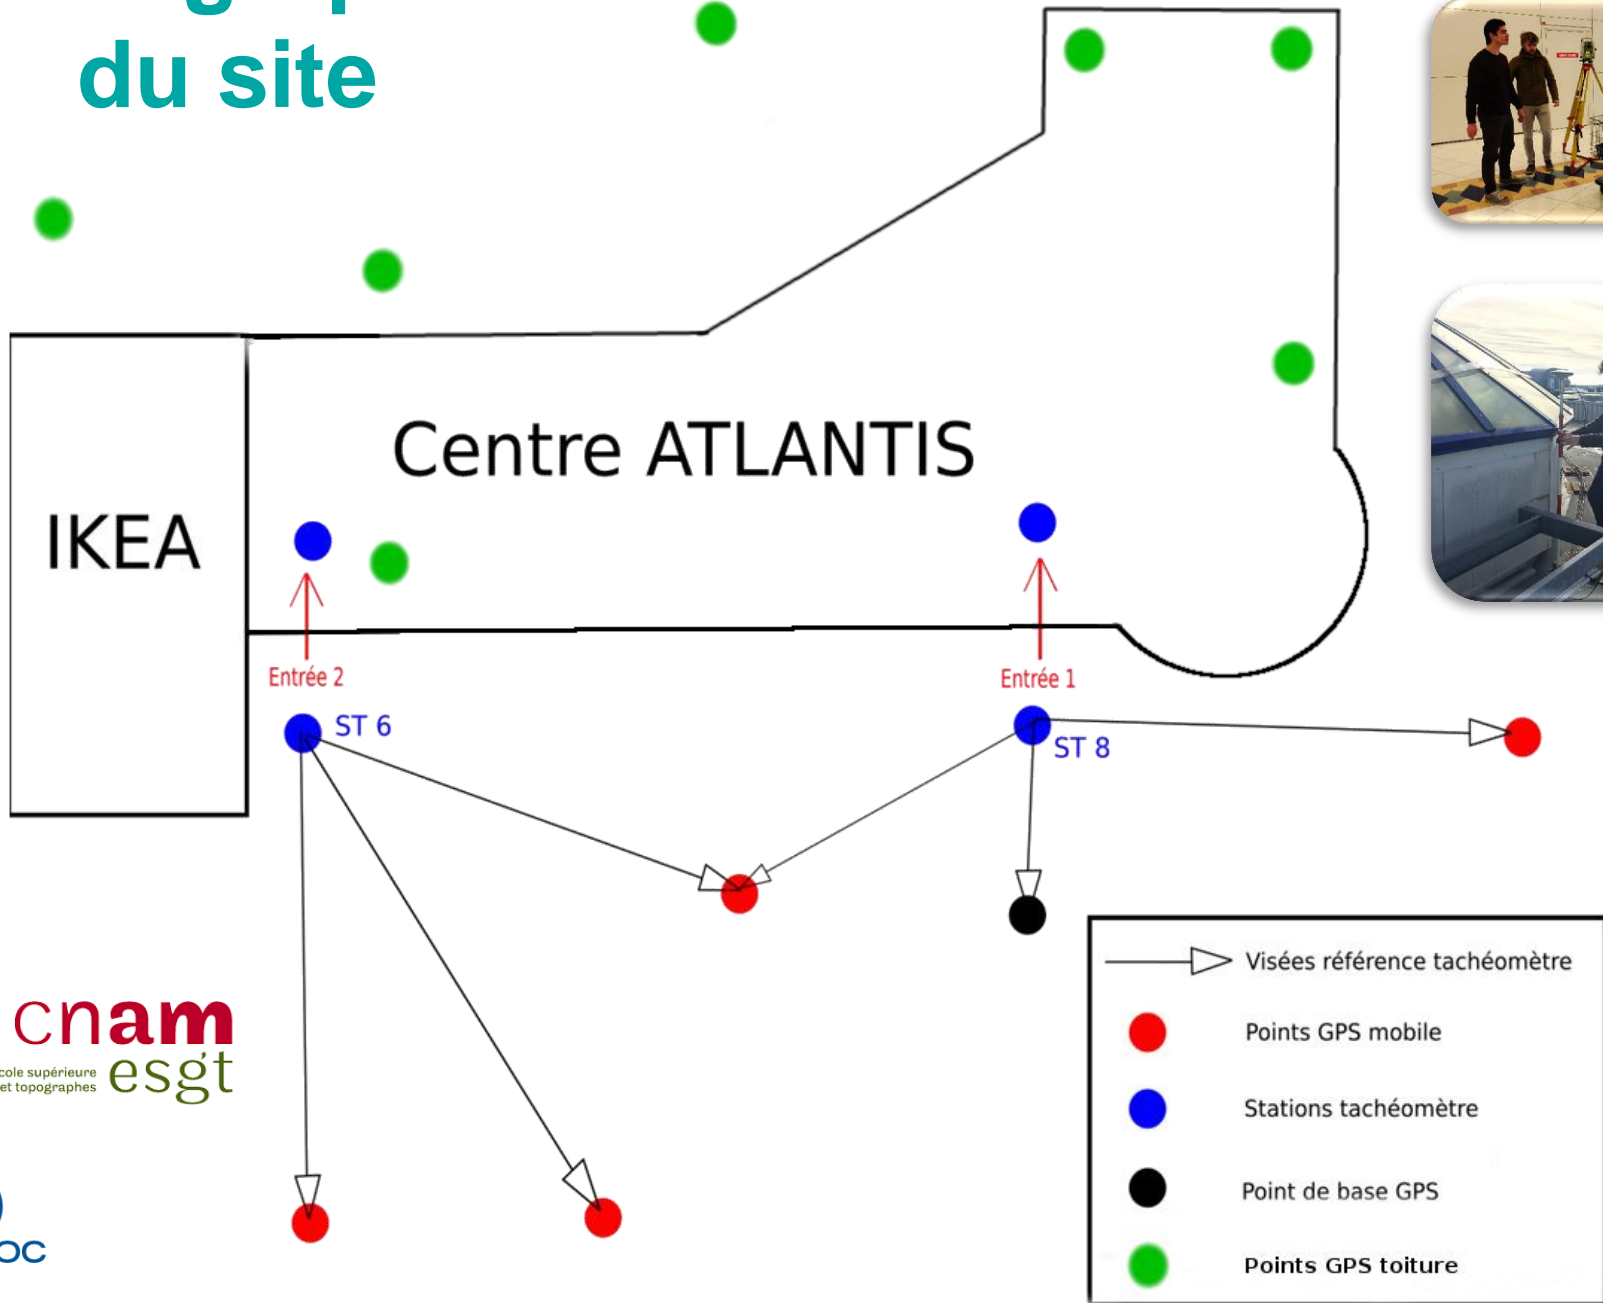 du site
Centre ATLANTIS
IKEA
Entrée 2
Entrée 1
ST 6
ST 8
Visées référence tachéomètre
Points GPS mobile
Stations tachéomètre
Point de base GPS
Points GPS toiture
cnam
supérieure
et topographes
esgt